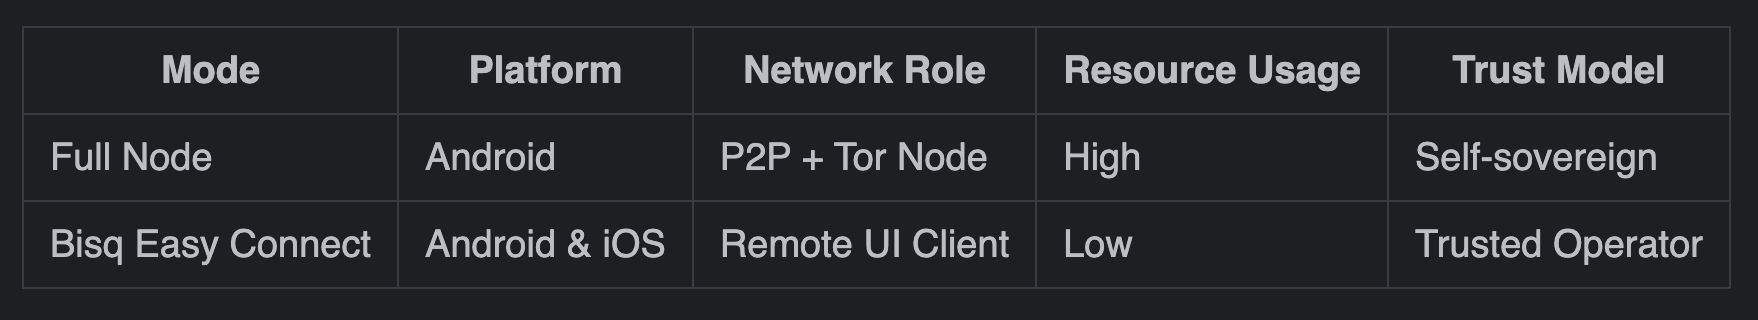 Mode Platform Network Role Resource Usage Trust Model
Full Node Android P2P + Tor Node High Self-sovereign
Bisq Easy Connect Android & iOS Remote UI Client Low Trusted Operator